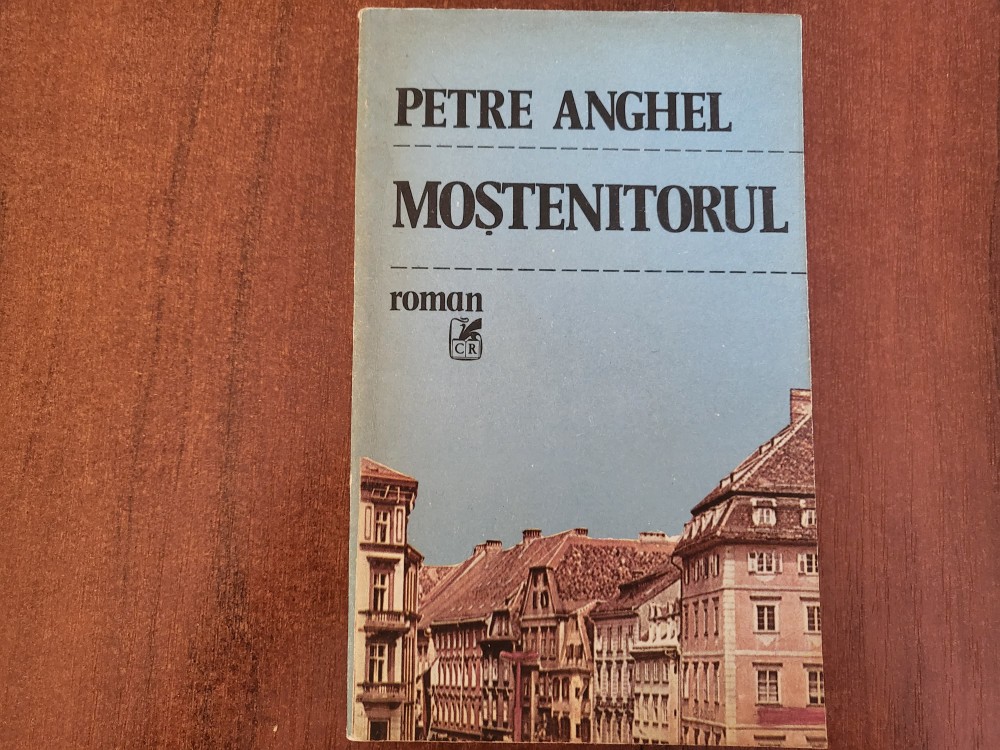 PETRE ANGHEL
MOȘTENITORUL
roman
CR